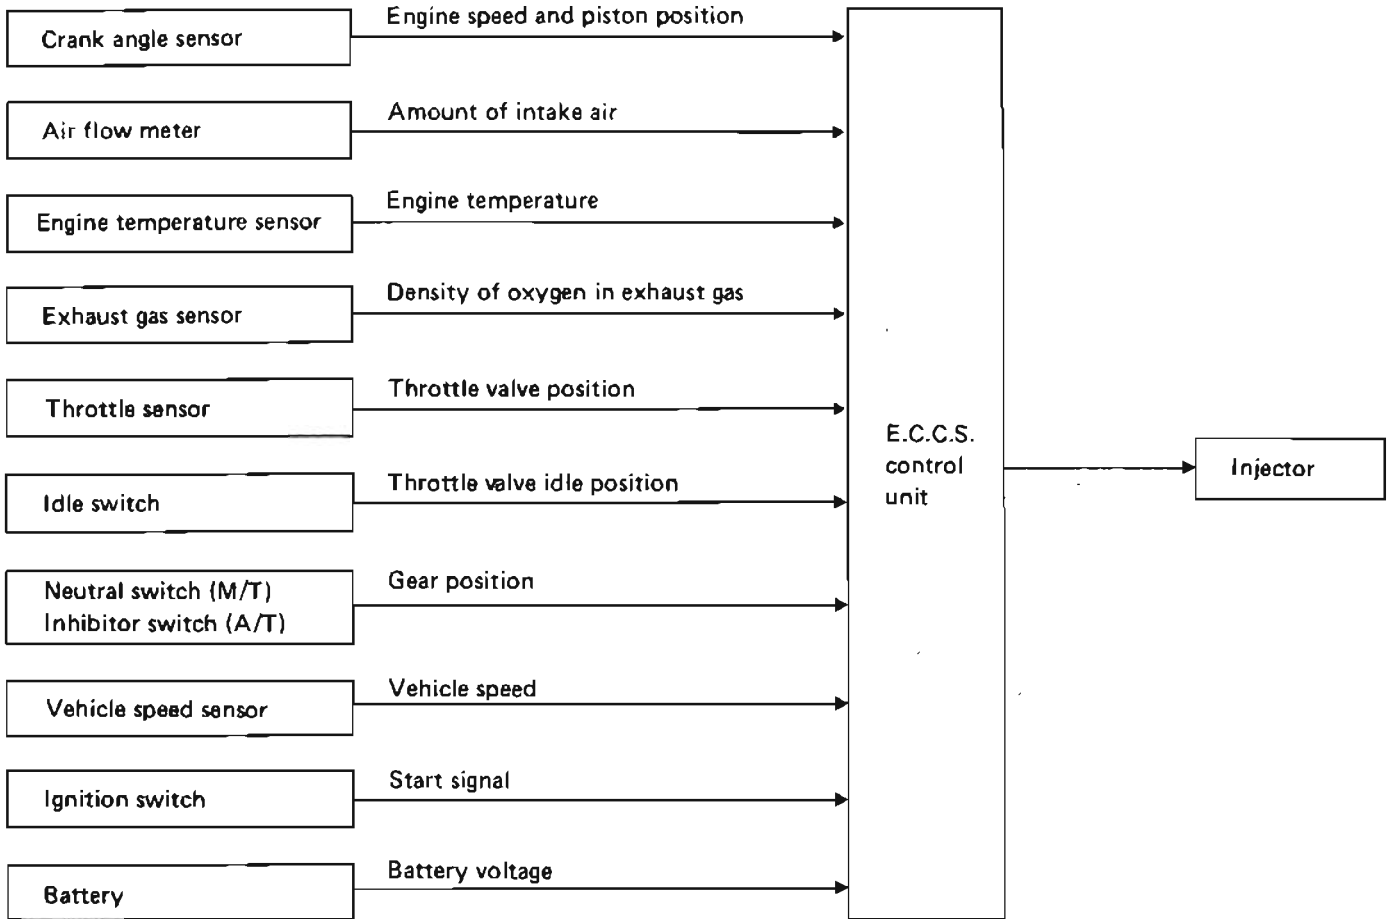 Crank angle sensor
Engine speed and piston position
Air flow meter
Amount of intake air
Engine temperature sensor
Engine temperature
Exhaust gas sensor
Density of oxygen in exhaust gas
Throttle sensor
Throttle valve position
Idle switch
Throttle valve idle position
Neutral switch (M/T)
Inhibitor switch (A/T)
Gear position
Vehicle speed sensor
Vehicle speed
Ignition switch
Start signal
Battery
Battery voltage
E.C.C.S.
control
unit
Injector